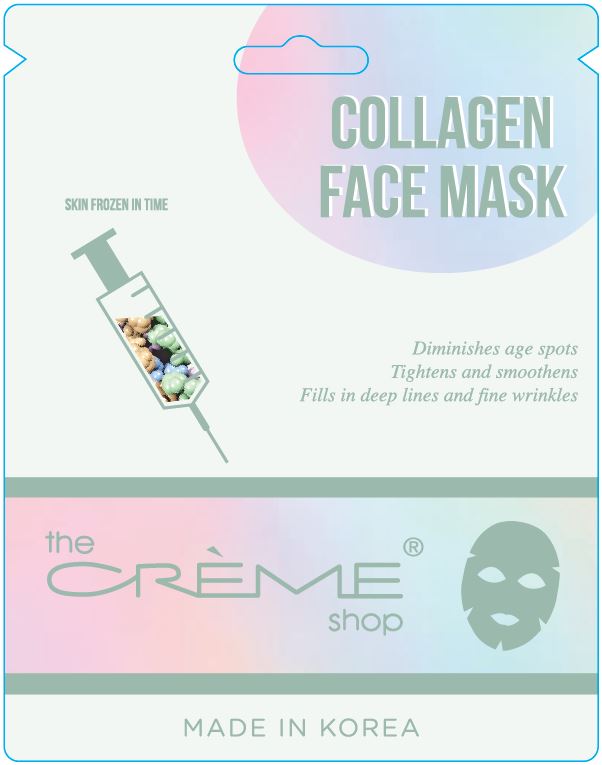 COLLAGEN
FACE MASK
SKIN FROZEN IN TIME
Diminishes age spots
Tightens and smoothens
Fills in deep lines and fine wrinkles
the
CRÈME®
shop
MADE IN KOREA